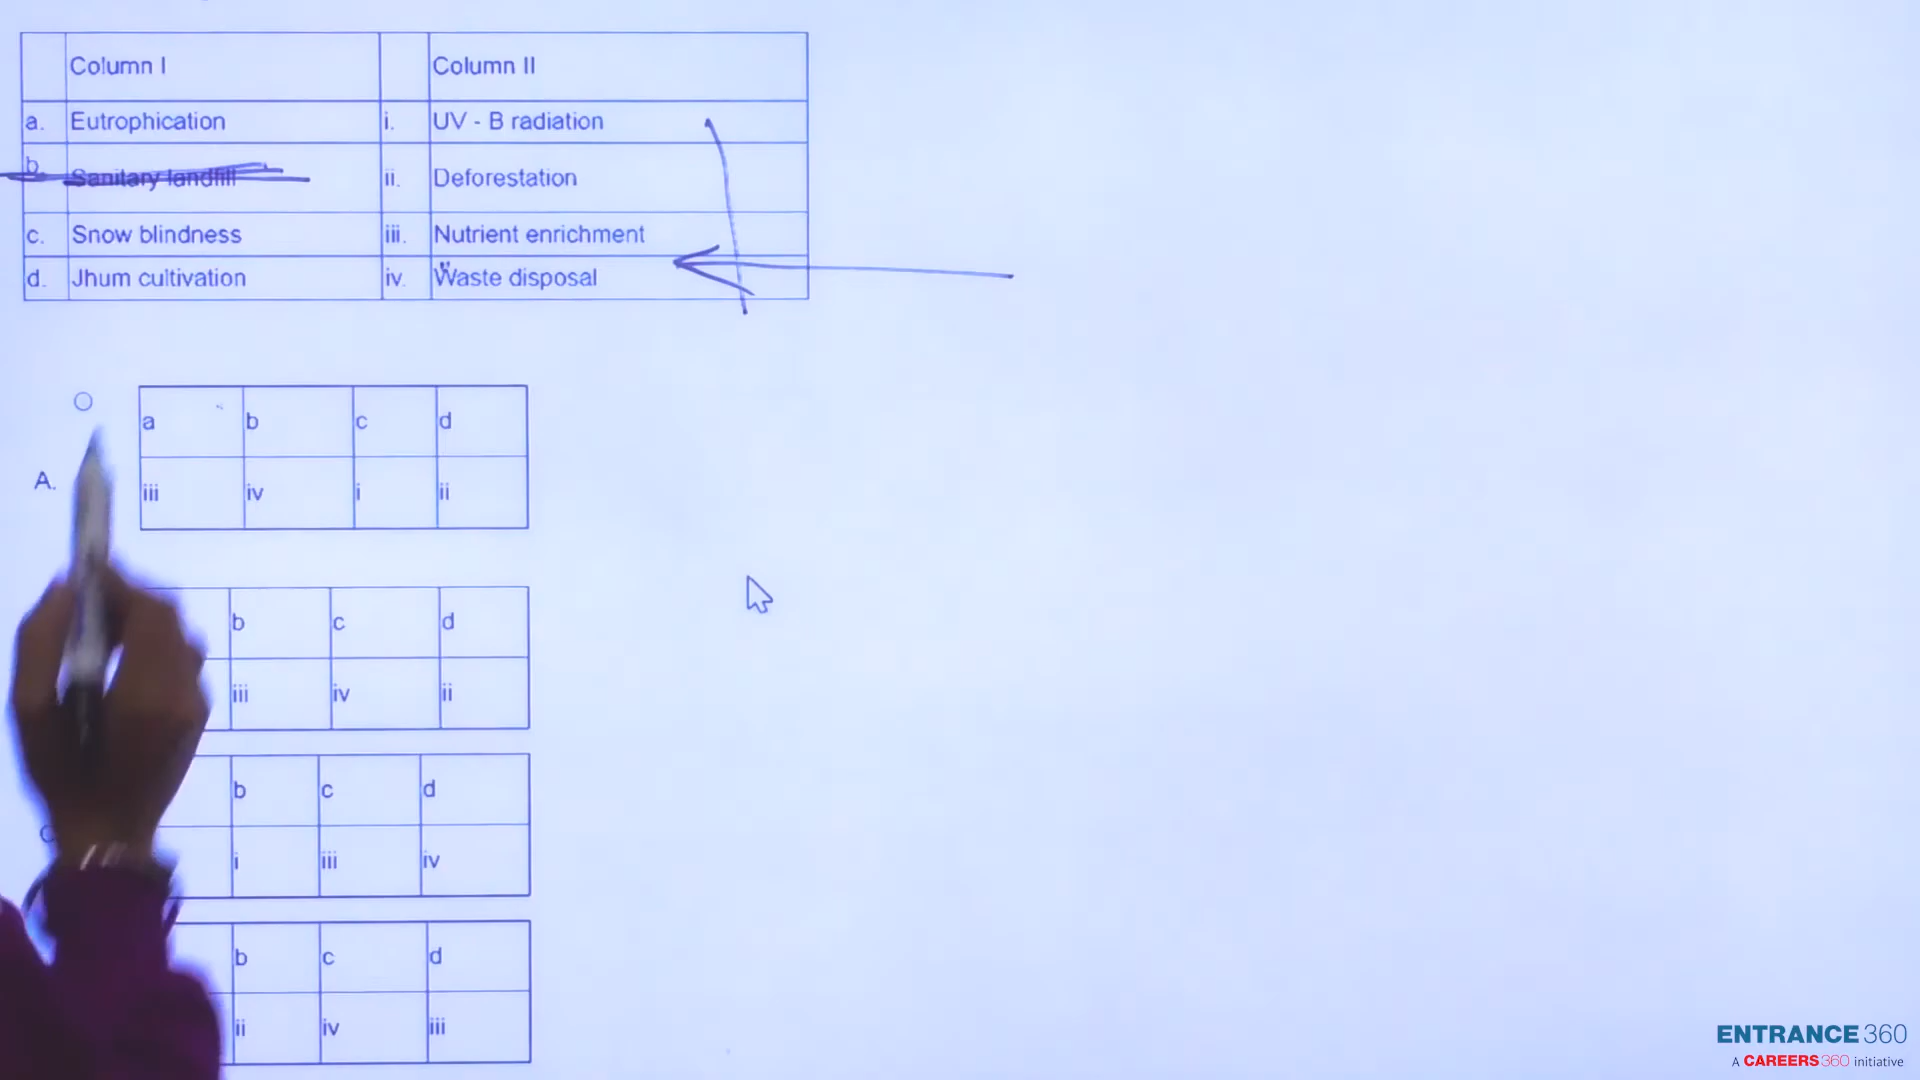 Column I Column II
a. Eutrophication i. UV - B radiation
b. Sanitary landfill ii. Deforestation
c. Snow blindness iii. Nutrient enrichment
d. Jhum cultivation iv. Waste disposal
a b c d
A.
iii iv i ii
b c d
iii iv ii
b c d
C
i iii iv
b c d
ii iv iii
ENTRANCE 360
A CAREERS360 initiative